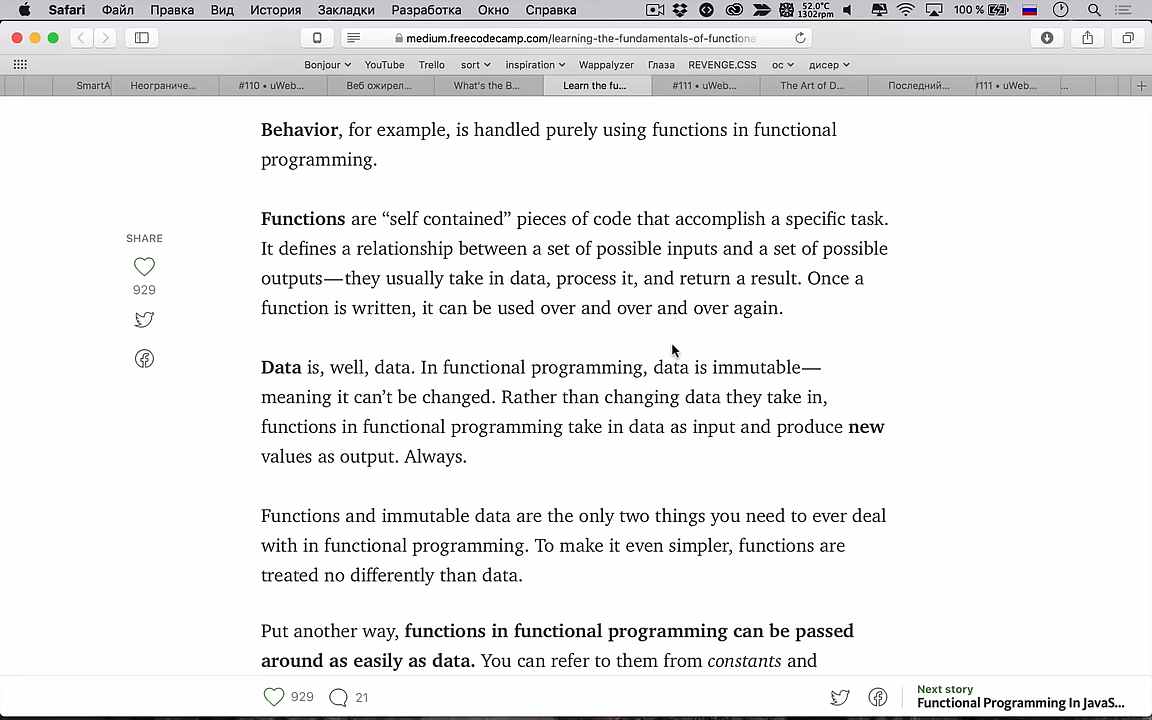 Safari Файл Правка Вид История Закладки Разработка Окно Справка 52.0°C 1302rpm 100 %
medium.freecodecamp.com/learning-the-fundamentals-of-functiona
Bonjour YouTube Trello sort inspiration Wappalyzer Глаза REVENGE.CSS ос дисер
SmartA Неограниче... #110 • uWeb... Веб ожирел... What's the B... Learn the fu... #111 • uWeb... The Art of D... Последний... #111 • uWeb... ...
Behavior, for example, is handled purely using functions in functional
programming.
Functions are “self contained” pieces of code that accomplish a specific task.
It defines a relationship between a set of possible inputs and a set of possible
outputs — they usually take in data, process it, and return a result. Once a
function is written, it can be used over and over and over again.
SHARE
929
Data is, well, data. In functional programming, data is immutable —
meaning it can’t be changed. Rather than changing data they take in,
functions in functional programming take in data as input and produce new
values as output. Always.
Functions and immutable data are the only two things you need to ever deal
with in functional programming. To make it even simpler, functions are
treated no differently than data.
Put another way, functions in functional programming can be passed
around as easily as data. You can refer to them from constants and
929 21
Next story
Functional Programming In JavaS...